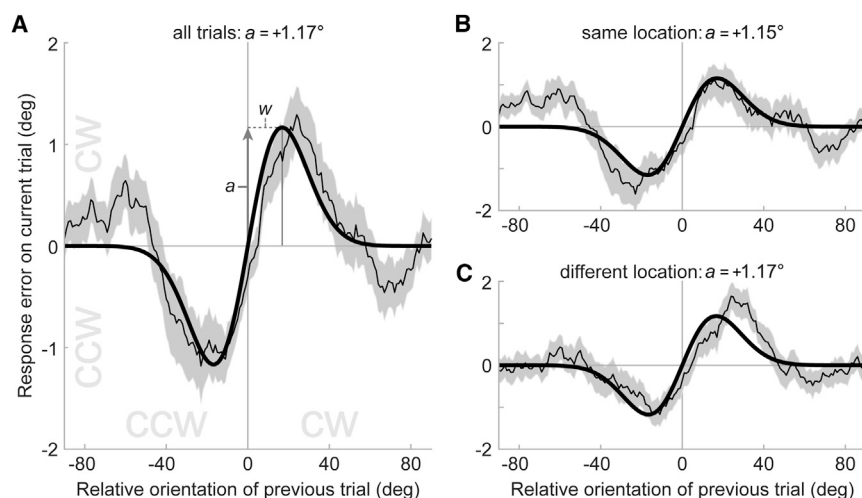 A
all trials: a = +1.17°
Response error on current trial (deg)
2
1
0
-1
-2
CW
CCW
w
a
CCW
CW
-80
-40
0
40
80
Relative orientation of previous trial (deg)
B
same location: a = +1.15°
2
0
-2
-80
-40
0
40
80
C
different location: a = +1.17°
2
0
-2
-80
-40
0
40
80
Relative orientation of previous trial (deg)